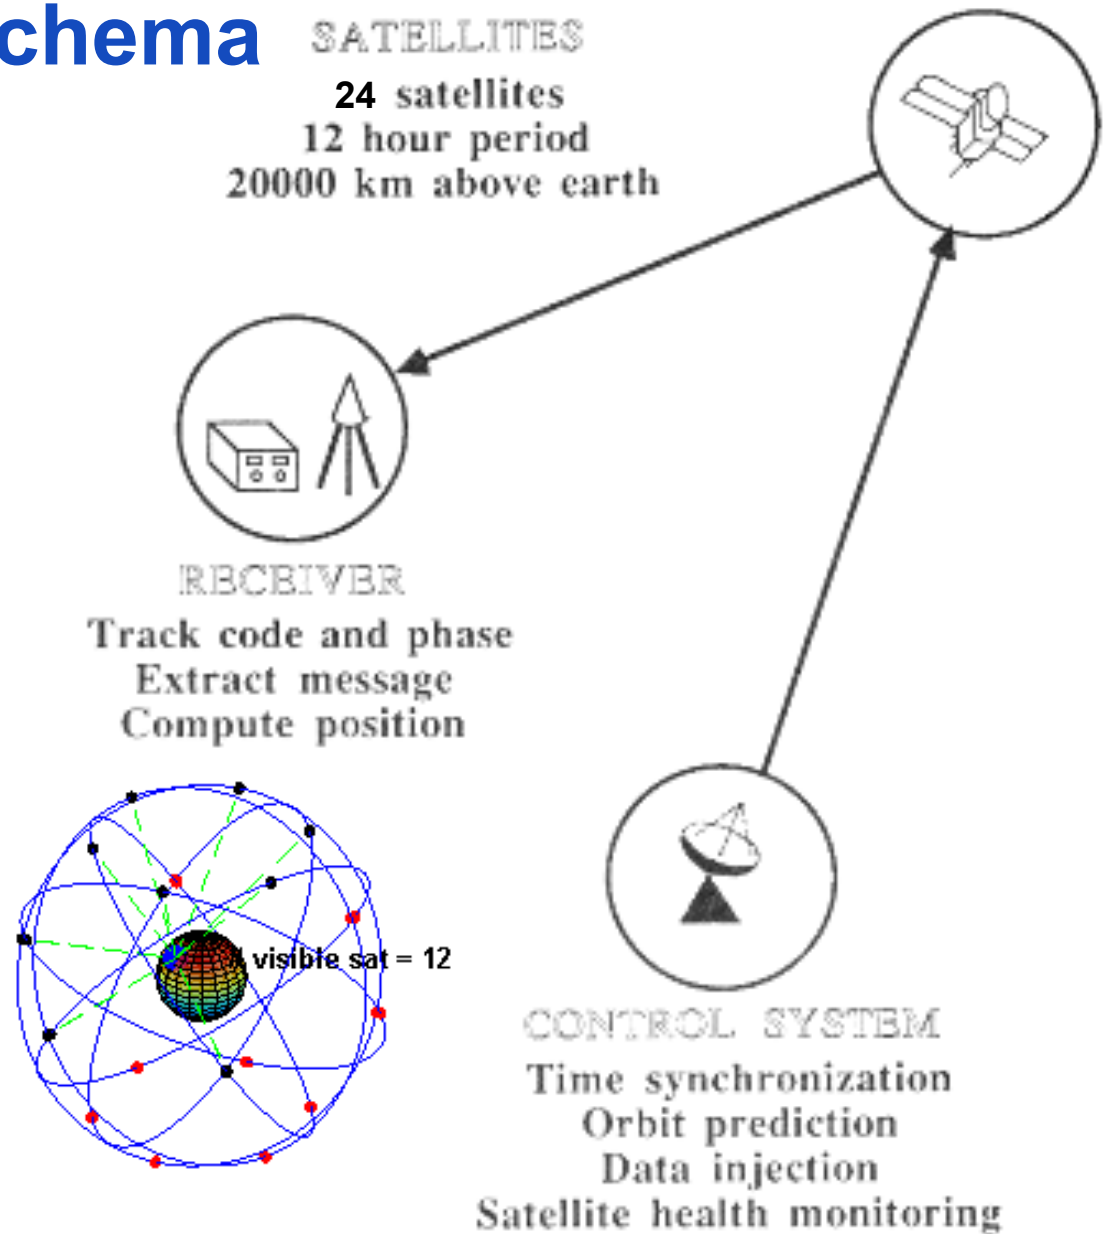 chema
SATELLITES
24 satellites
12 hour period
20000 km above earth
RECEIVER
Track code and phase
Extract message
Compute position
visible sat = 12
CONTROL SYSTEM
Time synchronization
Orbit prediction
Data injection
Satellite health monitoring